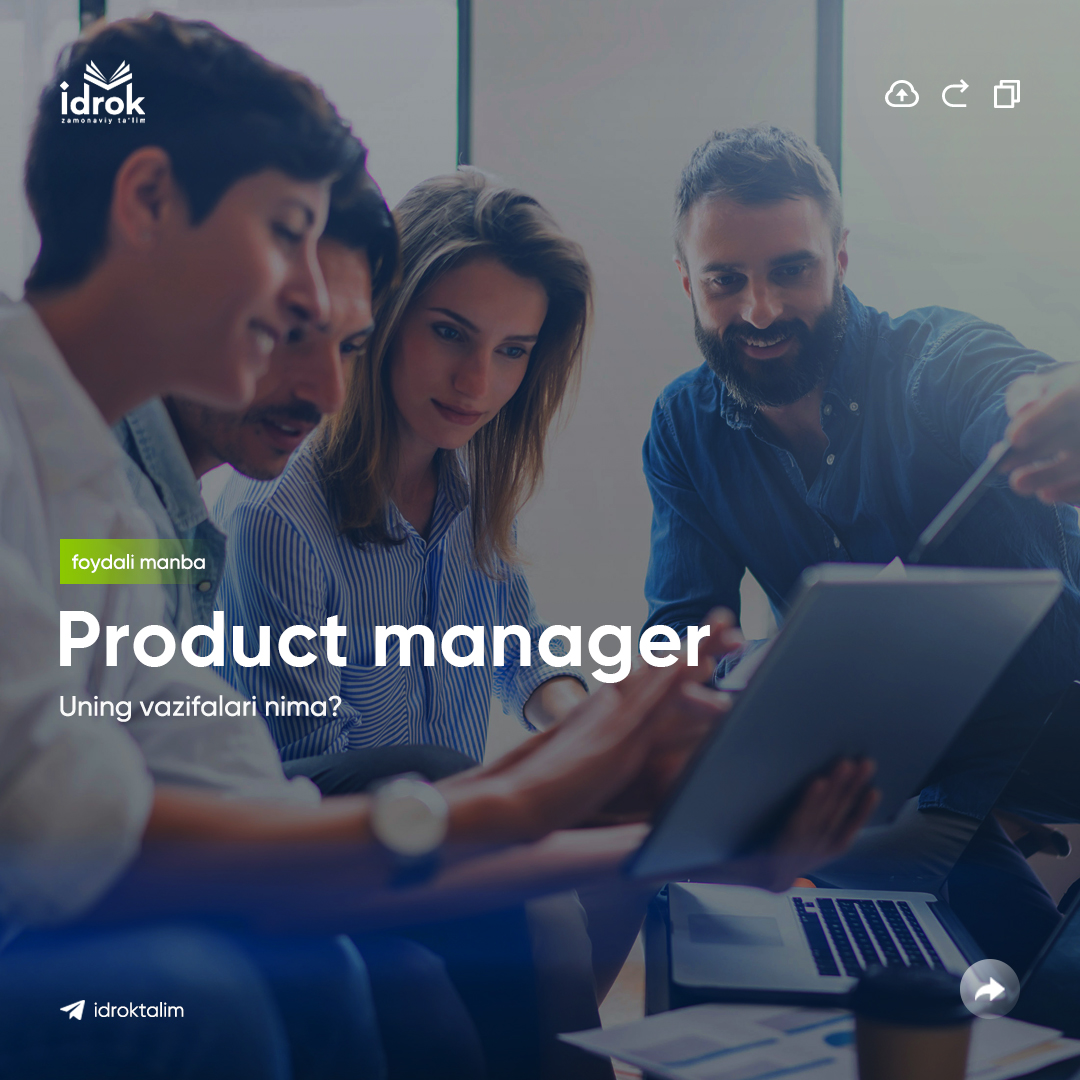 idrok
zamonaviy ta'lim
foydali manba
Product manager
Uning vazifalari nima?
idroktalim